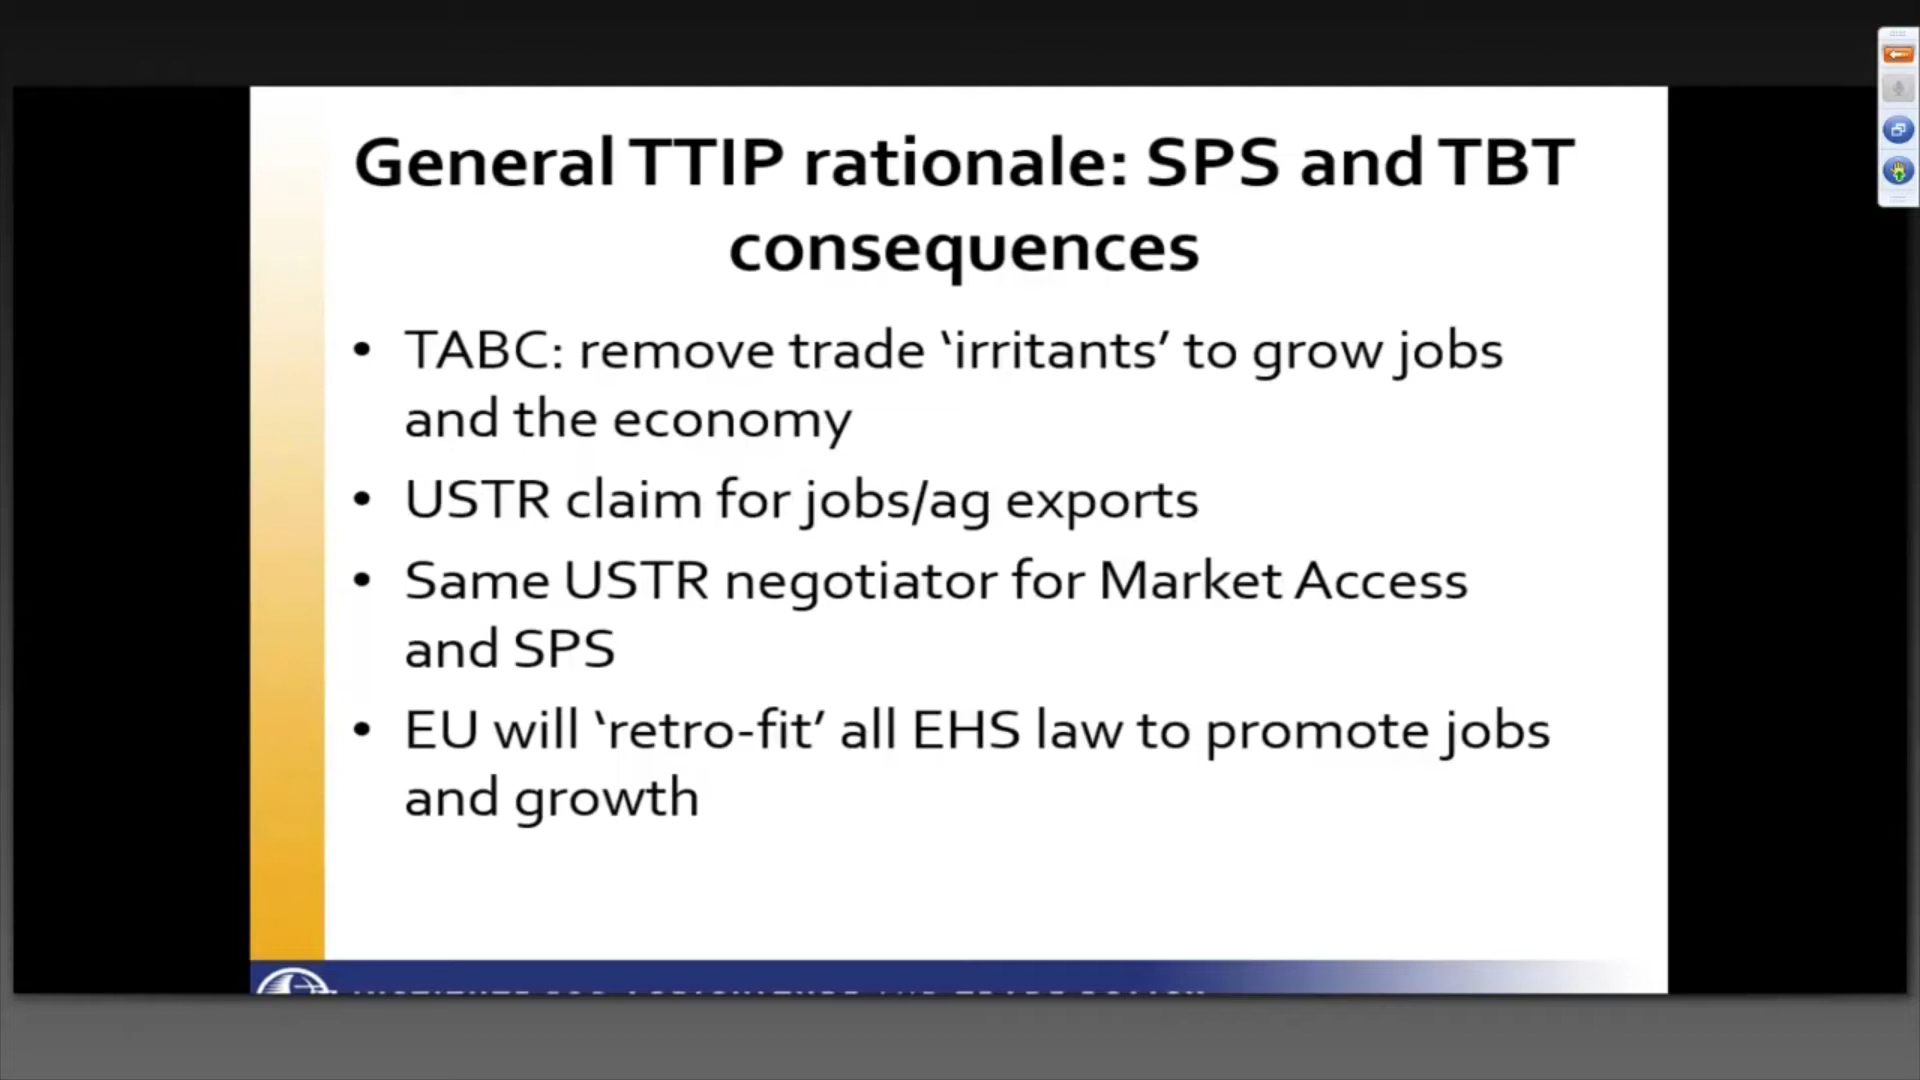 General TTIP rationale: SPS and TBT
consequences
• TABC: remove trade ‘irritants’ to grow jobs
and the economy
• USTR claim for jobs/ag exports
• Same USTR negotiator for Market Access
and SPS
• EU will ‘retro-fit’ all EHS law to promote jobs
and growth